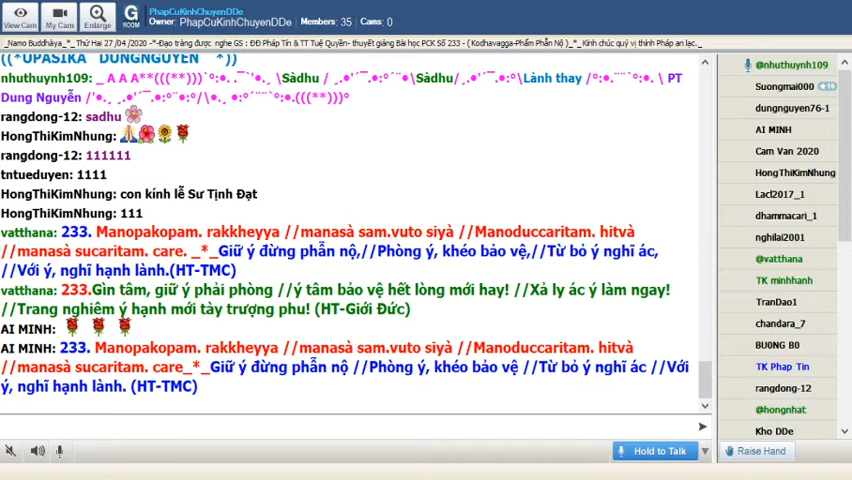 PhapCuKinhChuyenDDe
Owner: PhapCuKinhChuyenDDe Members: 35 Cams: 0
View Cam My Cam Enlarge G ROOM
_Namo Buddhàya_*_ Thứ Hai 27 /04 /2020 -*-Đạo tràng được nghe GS : ĐĐ Pháp Tín & TT Tuệ Quyền- thuyết giảng Bài học PCK Số 233 - ( Kodhavagga-Phẩm Phẫn Nộ )_*_ Kính chúc quý vị thính Pháp an lạc._
((*UPASIKA DUNGNGUYEN *))
nhuthuynh109: _ A A A**(((**)))`°:•. .¯`'•., \Sàdhu / ,.•'´¯.•:°´¨•\Sàdhu/,.•'´¯.•:°\Lành thay /°:•.¨¨`°:•. \ PT
Dung Nguyễn /'•., ,.•:°´¨¨`°:•.,.•'´¯.•:°¨•:°/\•., •:°´¨¨`°:•.(((**)))°
rangdong-12: sadhu
HongThiKimNhung:
rangdong-12: 111111
tntueduyen: 1111
HongThiKimNhung: con kính lễ Sư Tịnh Đạt
HongThiKimNhung: 111
vatthana: 233. Manopakopam. rakkheyya //manasà sam.vuto siyà //Manoduccaritam. hitvà
//manasà sucaritam. care. _*_Giữ ý đừng phẫn nộ,//Phòng ý, khéo bảo vệ,//Từ bỏ ý nghĩ ác,
//Với ý, nghĩ hạnh lành.(HT-TMC)
vatthana: 233.Gìn tâm, giữ ý phải phòng //ý tâm bảo vệ hết lòng mới hay! //Xả ly ác ý làm ngay!
//Trang nghiêm ý hạnh mới tày trượng phu! (HT-Giới Đức)
AI MINH:
AI MINH: 233. Manopakopam. rakkheyya //manasà sam.vuto siyà //Manoduccaritam. hitvà
//manasà sucaritam. care_*_Giữ ý đừng phẫn nộ //Phòng ý, khéo bảo vệ //Từ bỏ ý nghĩ ác //Với
ý, nghĩ hạnh lành. (HT-TMC)
Hold to Talk
@nhuthuynh109
Suongmai000 10
dungnguyen76-1
AI MINH
Cam Van 2020
HongThiKimNhung
Lacl2017_1
dhammacari_1
nghilai2001
@vatthana
TK minhhanh
TranDao1
chandara_7
BU0NG B0
TK Phap Tin
rangdong-12
@hongnhat
Kho DDe
Raise Hand